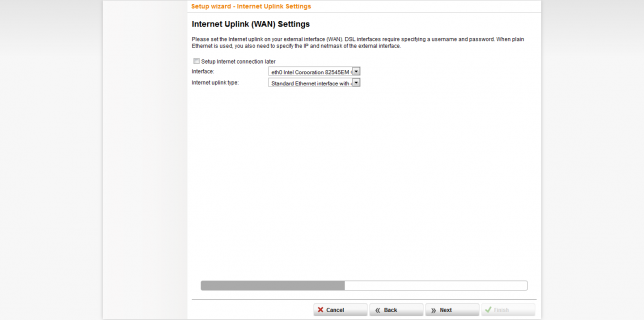 Setup wizard - Internet Uplink Settings
Internet Uplink (WAN) Settings
Please set the Internet uplink on your external interface (WAN). DSL interfaces require specifying a username and password. When plain
Ethernet is used, you also need to specify the IP and netmask of the external interface.
Setup Internet connection later
Interface: eth0 Intel Corporation 82545EM
Internet uplink type: Standard Ethernet interface with
Cancel Back Next Finish